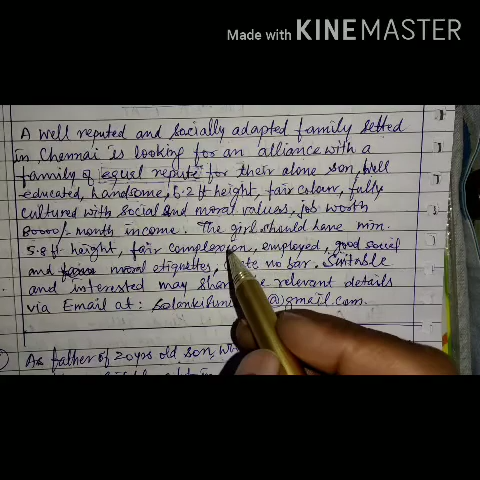 Made with KINEMASTER
A well reputed and socially adapted family settled
in Chennai is looking for an alliance with a
family of equal repute for their alone son, Well
educated, handsome, 6.2 ft height, fair colour, fully
cultured with social and moral values, job worth
8000/- month income. The girl should have min.
5.8 ft height, fair complexion, employed, good social
and moral etiquettes, no bar. Suitable
and interested may relevant details
via Email at: @gmail.com.
As father of 20yrs old son,